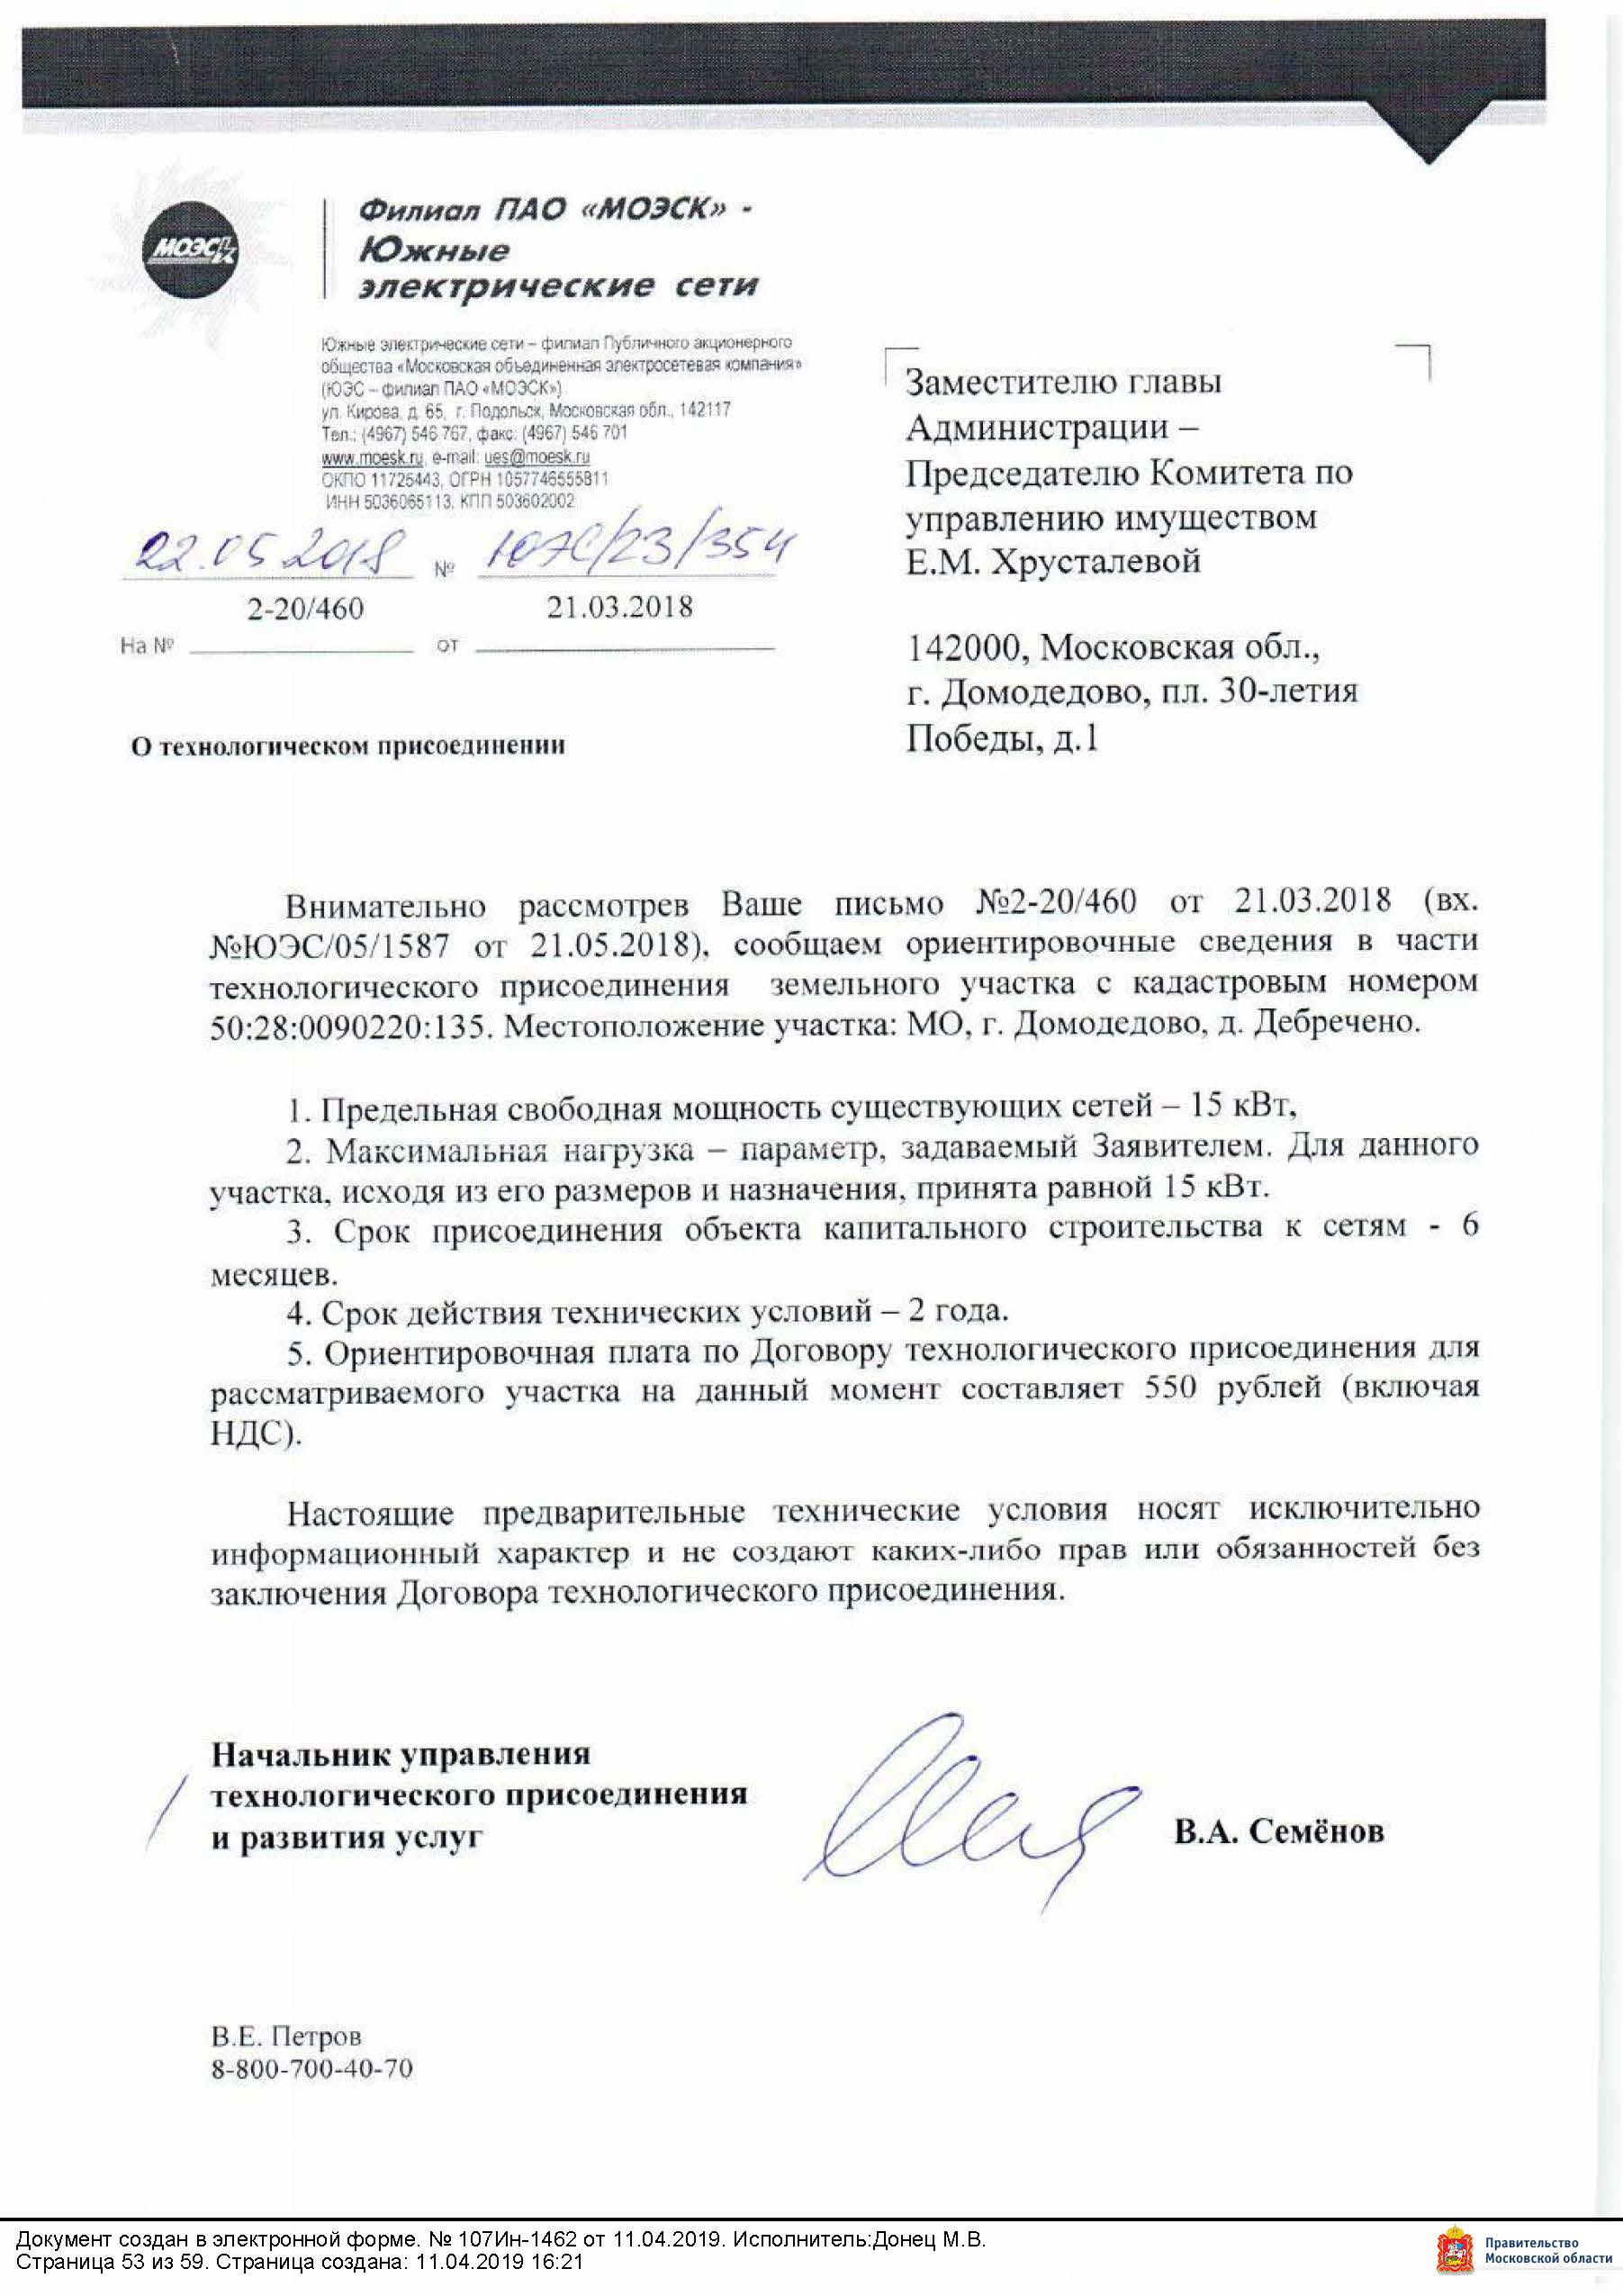 МОЭСК
Филиал ПАО «МОЭСК» -
Южные
электрические сети
Южные электрические сети – филиал Публичного акционерного
общества «Московская объединенная электросетевая компания»
(ЮЭС – филиал ПАО «МОЭСК»)
ул. Кирова, д. 65, г. Подольск, Московская обл., 142117
Тел.: (4967) 546 767, факс: (4967) 546 701
www.moesk.ru, e-mail: ues@moesk.ru
ОКПО 11725443, ОГРН 1057746555811
ИНН 5036065113, КПП 503602002
22.05 2018 № ЮЭС/23/354
2-20/460 21.03.2018
На № от
О технологическом присоединении
Заместителю главы
Администрации –
Председателю Комитета по
управлению имуществом
Е.М. Хрусталевой
142000, Московская обл.,
г. Домодедово, пл. 30-летия
Победы, д.1
Внимательно рассмотрев Ваше письмо №2-20/460 от 21.03.2018 (вх.
№ЮЭС/05/1587 от 21.05.2018), сообщаем ориентировочные сведения в части
технологического присоединения земельного участка с кадастровым номером
50:28:0090220:135. Местоположение участка: МО, г. Домодедово, д. Дебречено.
1. Предельная свободная мощность существующих сетей – 15 кВт,
2. Максимальная нагрузка – параметр, задаваемый Заявителем. Для данного
участка, исходя из его размеров и назначения, принята равной 15 кВт.
3. Срок присоединения объекта капитального строительства к сетям - 6
месяцев.
4. Срок действия технических условий – 2 года.
5. Ориентировочная плата по Договору технологического присоединения для
рассматриваемого участка на данный момент составляет 550 рублей (включая
НДС).
Настоящие предварительные технические условия носят исключительно
информационный характер и не создают каких-либо прав или обязанностей без
заключения Договора технологического присоединения.
Начальник управления
технологического присоединения
и развития услуг
В.А. Семёнов
В.Е. Петров
8-800-700-40-70
Документ создан в электронной форме. № 107Ин-1462 от 11.04.2019. Исполнитель:Донец М.В.
Страница 53 из 59. Страница создана: 11.04.2019 16:21
Правительство
Московской области